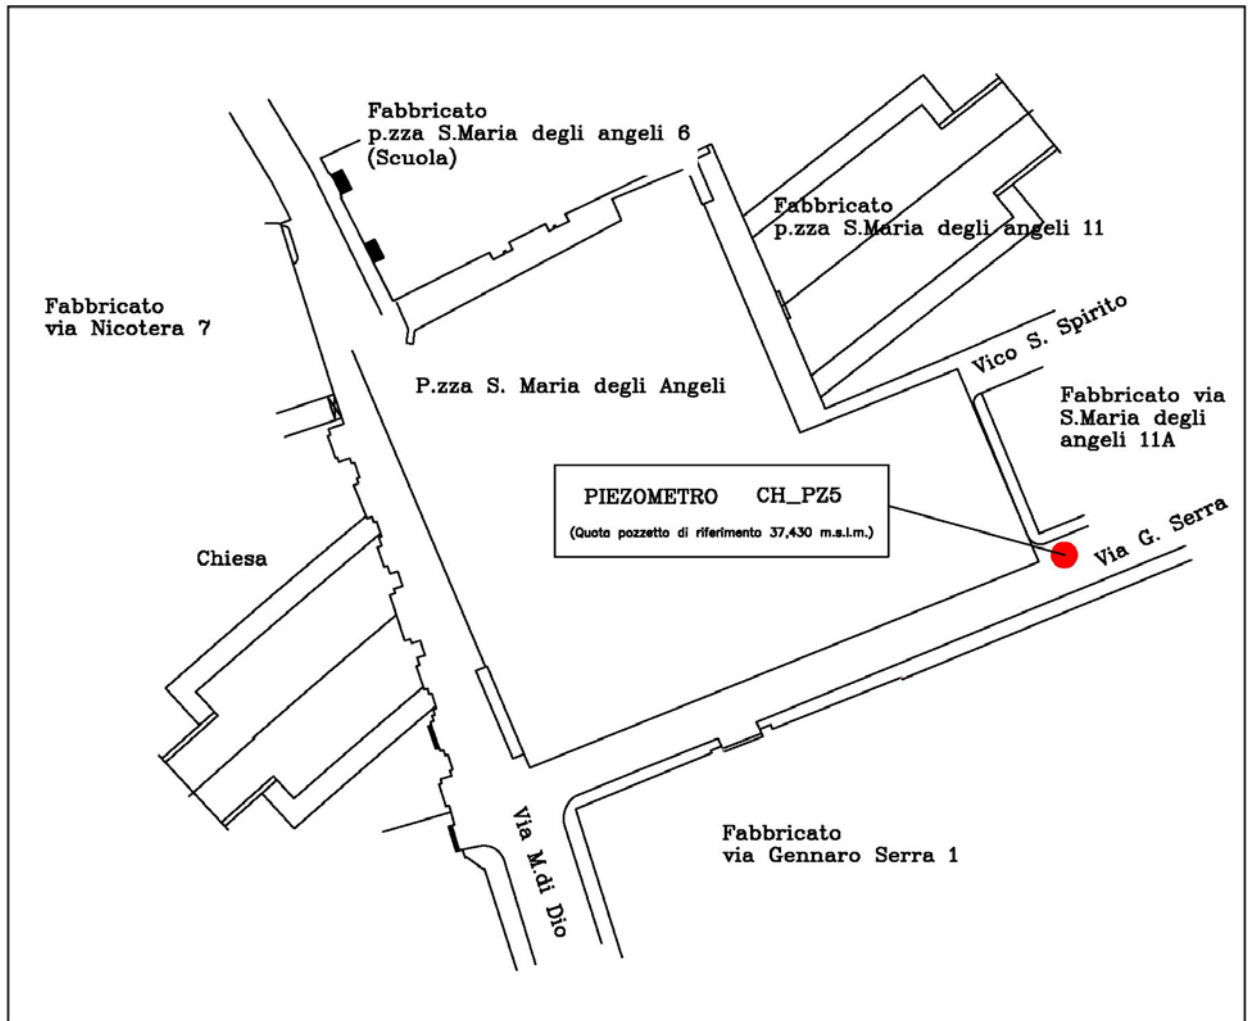 Fabbricato
p.zza S.Maria degli angeli 6
(Scuola)
Fabbricato
p.zza S.Maria degli angeli 11
Fabbricato
via Nicotera 7
Vico S. Spirito
P.zza S. Maria degli Angeli
Fabbricato via
S.Maria degli
angeli 11A
PIEZOMETRO CH_PZ5
(Quota pozzetto di riferimento 37,430 m.s.l.m.)
Via G. Serra
Chiesa
Via M.di Dio
Fabbricato
via Gennaro Serra 1